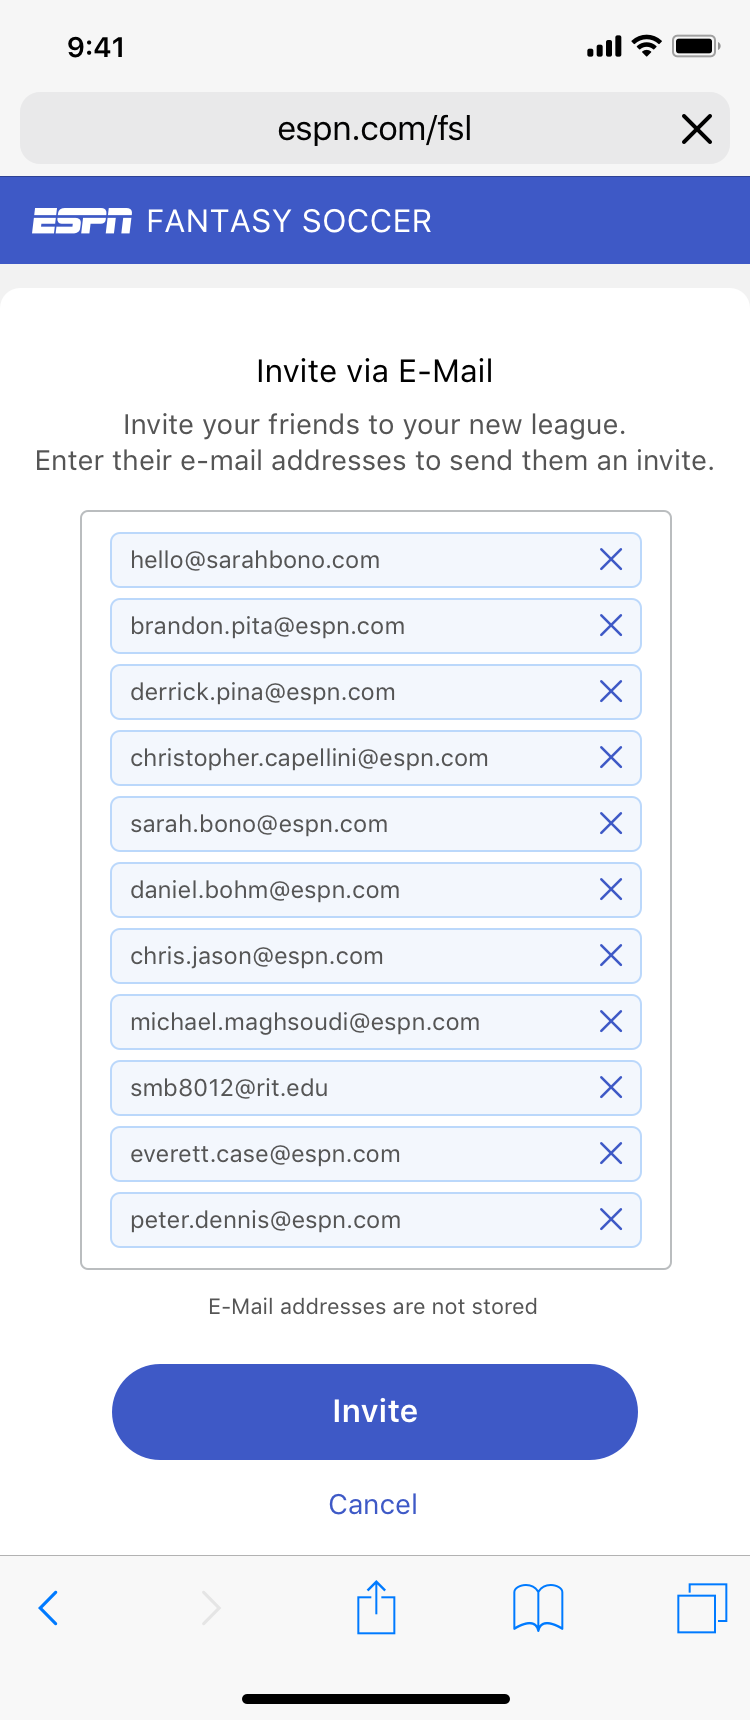 9:41
espn.com/fsl
ESPN FANTASY SOCCER
Invite via E-Mail
Invite your friends to your new league.
Enter their e-mail addresses to send them an invite.
hello@sarahbono.com
brandon.pita@espn.com
derrick.pina@espn.com
christopher.capellini@espn.com
sarah.bono@espn.com
daniel.bohm@espn.com
chris.jason@espn.com
michael.maghsoudi@espn.com
smb8012@rit.edu
everett.case@espn.com
peter.dennis@espn.com
E-Mail addresses are not stored
Invite
Cancel